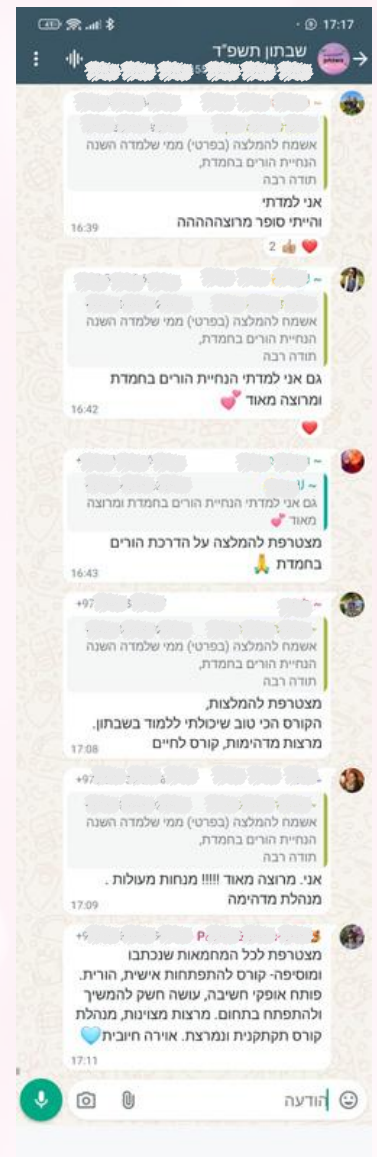 17:17
שבתון תשפ"ד
אשמח להמלצה (בפרטי) ממי שלמדה השנה
הנחיית הורים בחמדת,
תודה רבה
אני למדתי
והייתי סופר מרוצהההההה
16:39
2
אשמח להמלצה (בפרטי) ממי שלמדה השנה
הנחיית הורים בחמדת,
תודה רבה
גם אני למדתי הנחיית הורים בחמדת
ומרוצה מאוד 💕
16:42
גם אני למדתי הנחיית הורים בחמדת ומרוצה
מאוד 💕
מצטרפת להמלצה על הדרכת הורים
בחמדת 🙏
16:43
+97
אשמח להמלצה (בפרטי) ממי שלמדה השנה
הנחיית הורים בחמדת,
תודה רבה
מצטרפת להמלצות,
הקורס הכי טוב שיכולתי ללמוד בשבתון.
מרצות מדהימות, קורס לחיים
17:08
+97
אשמח להמלצה (בפרטי) ממי שלמדה השנה
הנחיית הורים בחמדת,
תודה רבה
אני. מרוצה מאוד !!!!! מנחות מעולות .
מנהלת מדהימה
17:09
מצטרפת לכל המחמאות שנכתבו
ומוסיפה- קורס להתפתחות אישית, הורית.
פותח אופקי חשיבה, עושה חשק להמשיך
ולהתפתח בתחום. מרצות מצוינות, מנהלת
קורס תקתקנית ונמרצת. אוירה חיובית🩵
17:11
הודעה